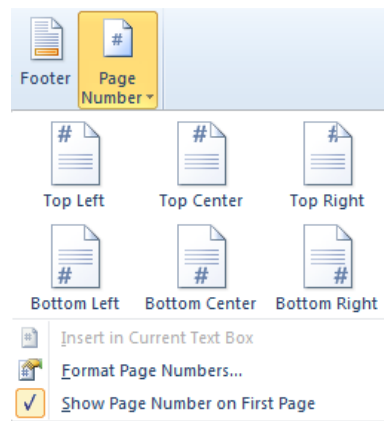 #
Footer Page
Number
# # #
Top Left Top Center Top Right
# # #
Bottom Left Bottom Center Bottom Right
# Insert in Current Text Box
Format Page Numbers...
Show Page Number on First Page